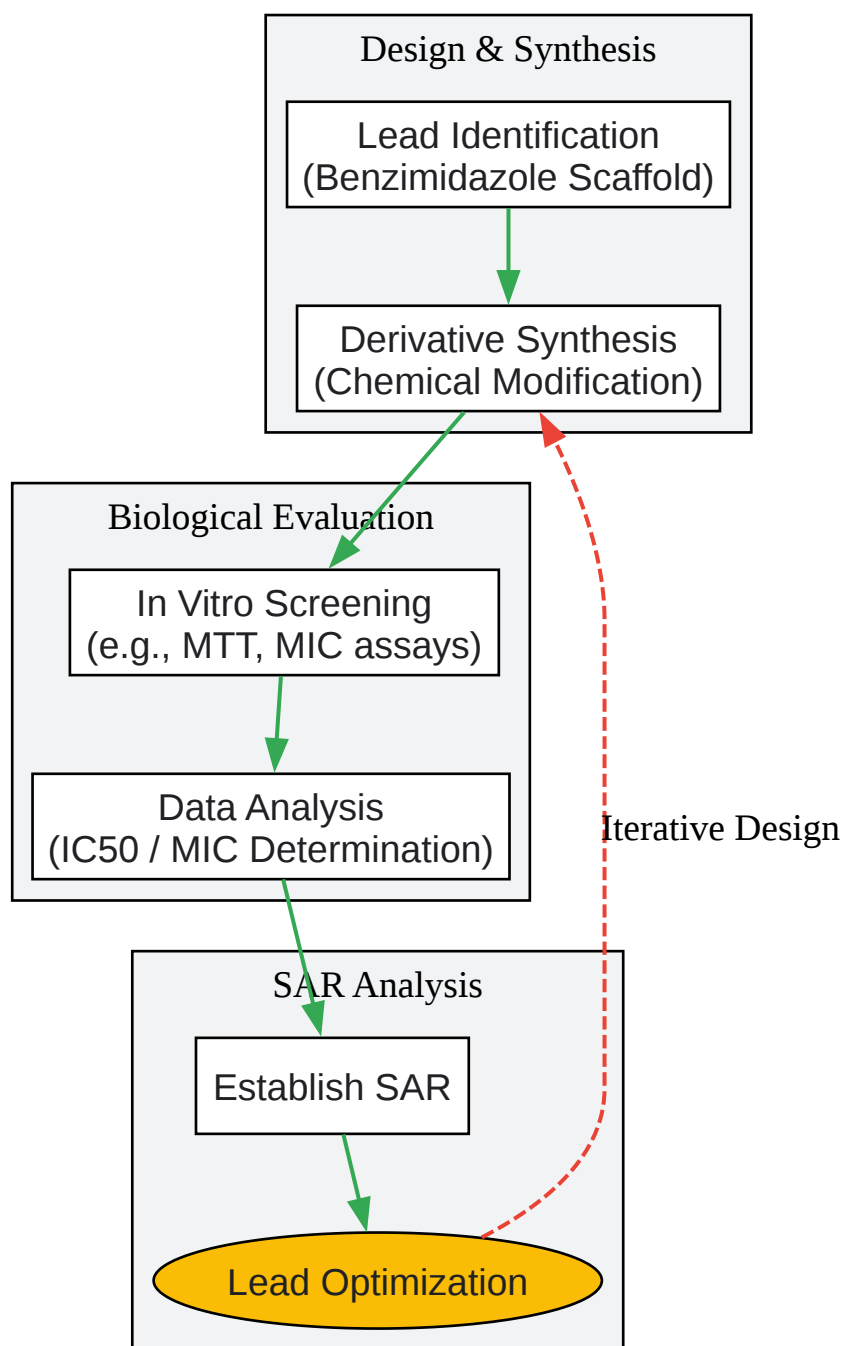 Design & Synthesis
Lead Identification
(Benzimidazole Scaffold)
Derivative Synthesis
(Chemical Modification)
Biological Evaluation
In Vitro Screening
(e.g., MTT, MIC assays)
Data Analysis
(IC50 / MIC Determination)
Iterative Design
SAR Analysis
Establish SAR
Lead Optimization